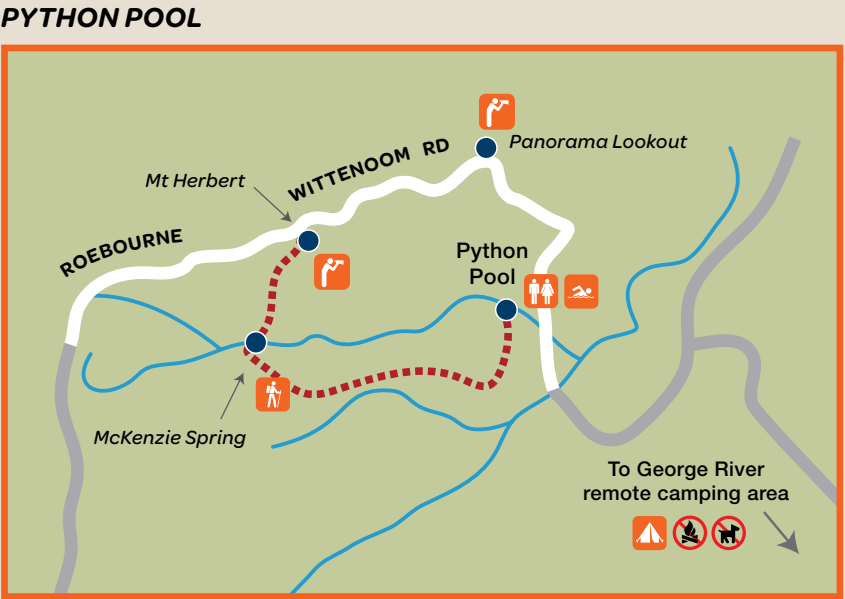 PYTHON POOL
Panorama Lookout
WITTENOOM RD
Mt Herbert
ROEBOURNE
Python
Pool
McKenzie Spring
To George River
remote camping area